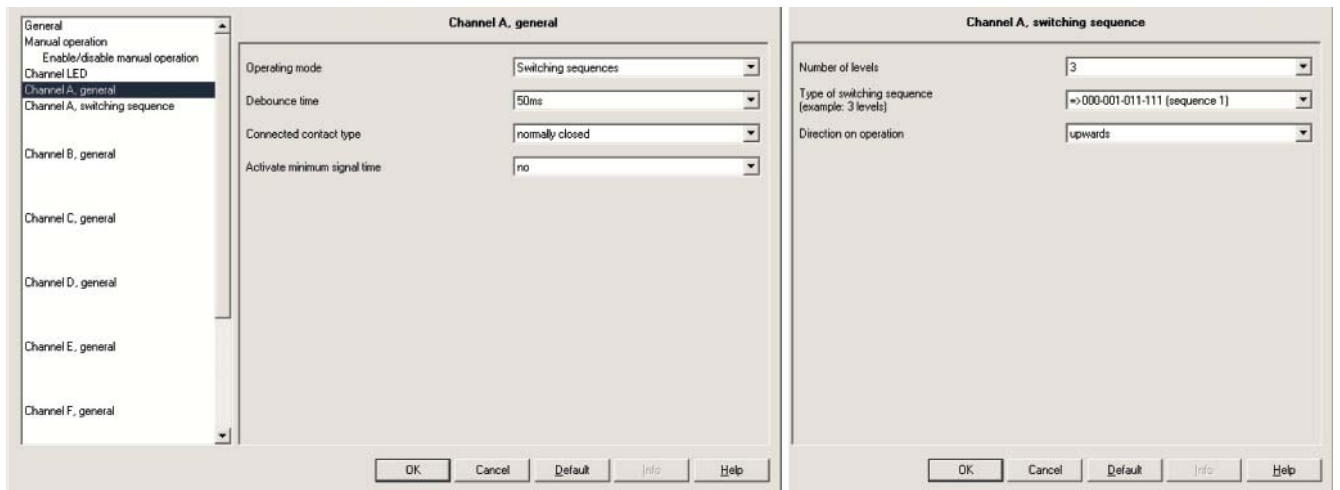 General
Manual operation
Enable/disable manual operation
Channel LED
Channel A, general
Channel A, switching sequence
Channel B, general
Channel C, general
Channel D, general
Channel E, general
Channel F, general
Channel A, general
Operating mode
Switching sequences
Debounce time
50ms
Connected contact type
normally closed
Activate minimum signal time
no
OK
Cancel
Default
Info
Help
Channel A, switching sequence
Number of levels
3
Type of switching sequence
(example: 3 levels)
=>000-001-011-111 (sequence 1)
Direction on operation
upwards
OK
Cancel
Default
Info
Help